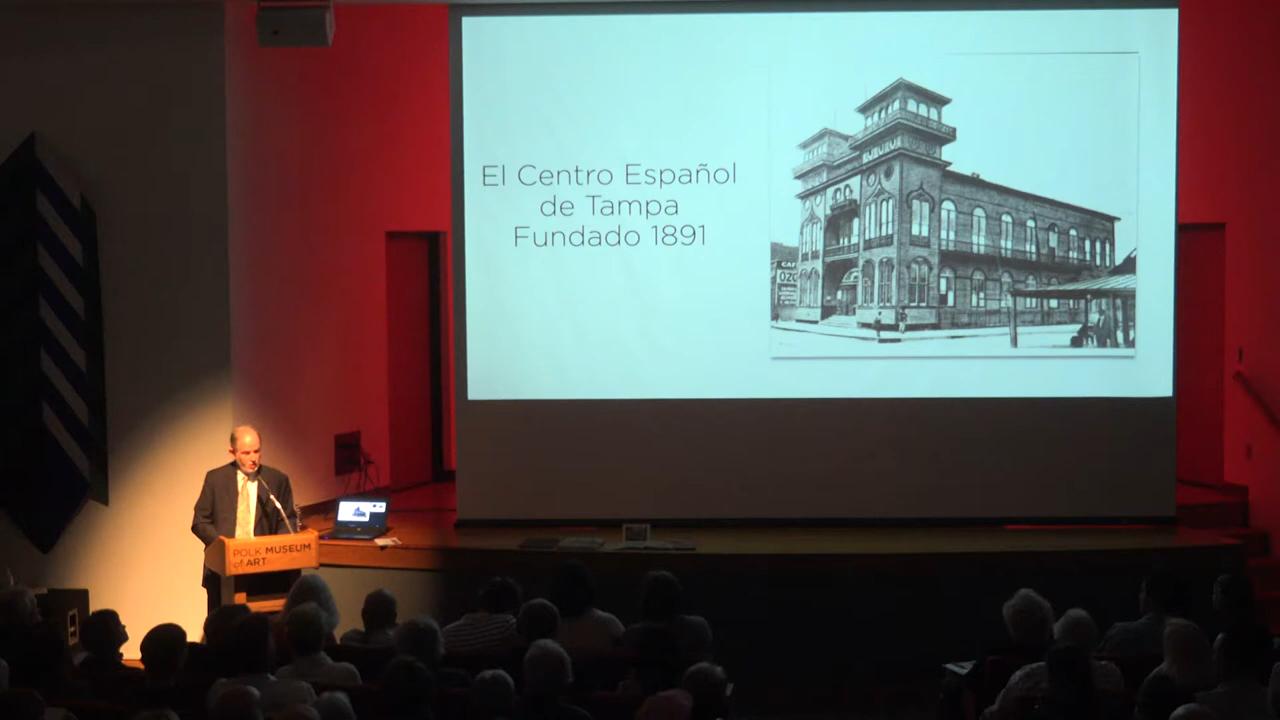 El Centro Español
de Tampa
Fundado 1891
POLK MUSEUM
of ART